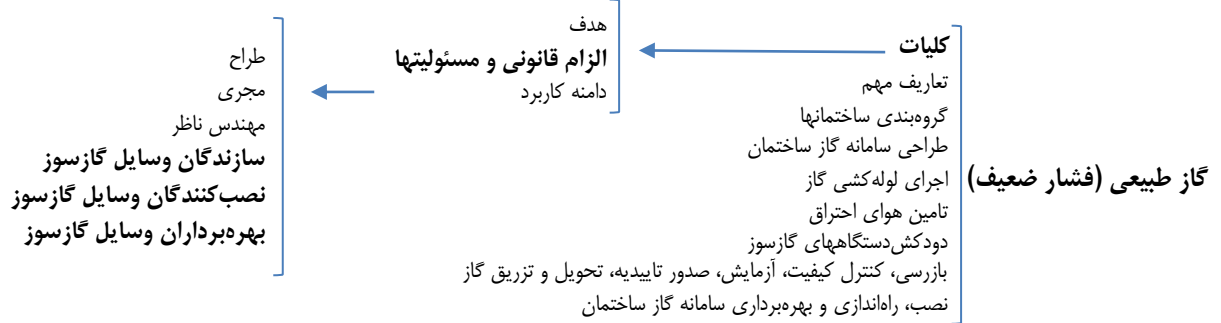 گاز طبیعی (فشار ضعیف)
کلیات
تعاریف مهم
گروه‌بندی ساختمانها
طراحی سامانه گاز ساختمان
اجرای لوله‌کشی گاز
تامین هوای احتراق
دودکش‌دستگاههای گازسوز
بازرسی، کنترل کیفیت، آزمایش، صدور تاییدیه، تحویل و تزریق گاز
نصب، راه‌اندازی و بهره‌برداری سامانه گاز ساختمان
هدف
الزام قانونی و مسئولیتها
دامنه کاربرد
طراح
مجری
مهندس ناظر
سازندگان وسایل گازسوز
نصب‌کنندگان وسایل گازسوز
بهره‌برداران وسایل گازسوز